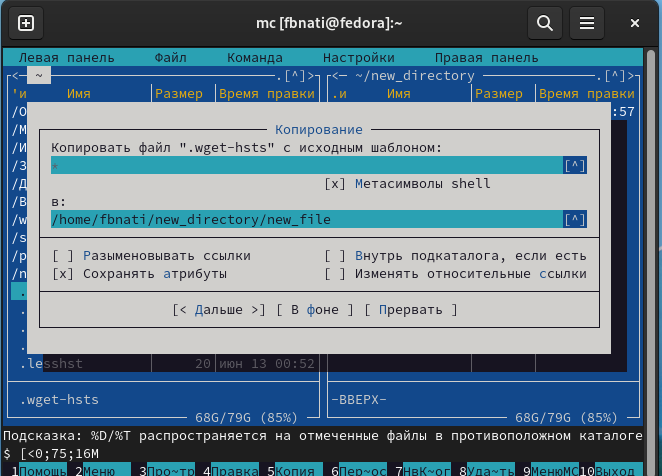 mc [fbnati@fedora]:~
Левая панель Файл Команда Настройки Правая панель
<─ ~ .[^]> <─ ~/new_directory .[^]>
'и Имя Размер Время правки .и Имя Размер Время правки
/О :57
/М
/И
/З
/Д
/В
/w
/s
/p
/n
Копирование
Копировать файл ".wget-hsts" с исходным шаблоном:
* [^]
[x] Метасимволы shell
в:
/home/fbnati/new_directory/new_file [^]
[ ] Разыменовывать ссылки [ ] Внутрь подкаталога, если есть
[x] Сохранять атрибуты [ ] Изменять относительные ссылки
[< Дальше >] [ В фоне ] [ Прервать ]
.lesshst 20 июн 13 00:52
.wget-hsts -ВВЕРХ-
68G/79G (85%) 68G/79G (85%)
Подсказка: %D/%T распространяется на отмеченные файлы в противоположном каталоге
$ [<0;75;16M
1Помощь 2Меню 3Про~тр 4Правка 5Копия 6Пер~ос 7НвК~ог 8Уда~ть 9МенюMC 10Выход